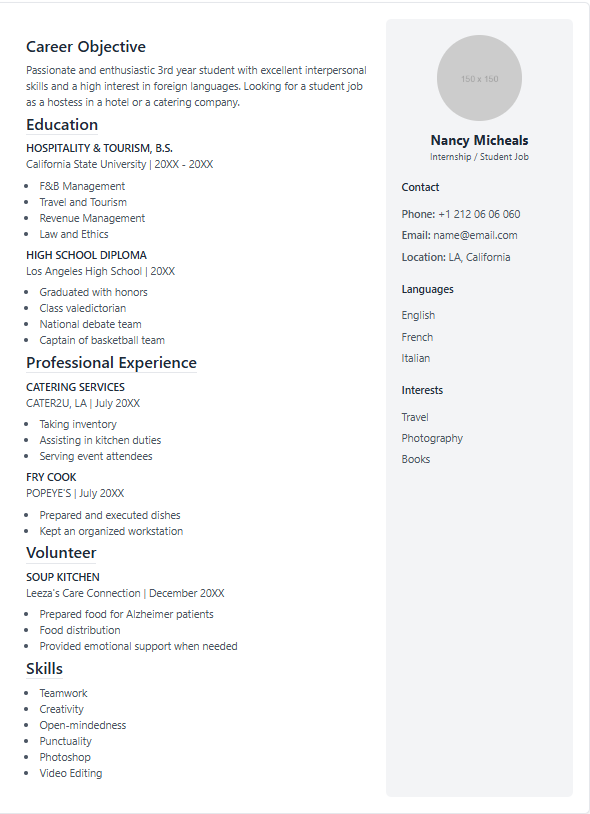 Career Objective
Passionate and enthusiastic 3rd year student with excellent interpersonal
skills and a high interest in foreign languages. Looking for a student job
as a hostess in a hotel or a catering company.
Education
HOSPITALITY & TOURISM, B.S.
California State University | 20XX - 20XX
F&B Management
Travel and Tourism
Revenue Management
Law and Ethics
HIGH SCHOOL DIPLOMA
Los Angeles High School | 20XX
Graduated with honors
Class valedictorian
National debate team
Captain of basketball team
Professional Experience
CATERING SERVICES
CATER2U, LA | July 20XX
Taking inventory
Assisting in kitchen duties
Serving event attendees
FRY COOK
POPEYE'S | July 20XX
Prepared and executed dishes
Kept an organized workstation
Volunteer
SOUP KITCHEN
Leeza's Care Connection | December 20XX
Prepared food for Alzheimer patients
Food distribution
Provided emotional support when needed
Skills
Teamwork
Creativity
Open-mindedness
Punctuality
Photoshop
Video Editing
150 x 150
Nancy Micheals
Internship / Student Job
Contact
Phone: +1 212 06 06 060
Email: name@email.com
Location: LA, California
Languages
English
French
Italian
Interests
Travel
Photography
Books